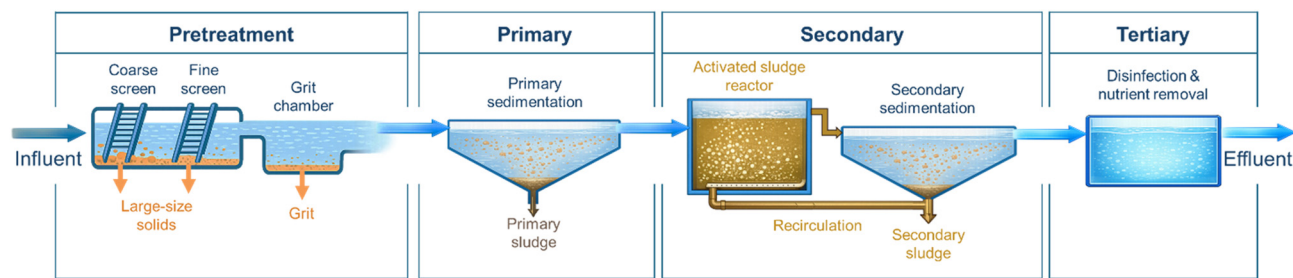 Pretreatment
Primary
Secondary
Tertiary
Coarse
screen
Fine
screen
Grit
chamber
Primary
sedimentation
Activated sludge
reactor
Secondary
sedimentation
Disinfection &
nutrient removal
Influent
Effluent
Large-size
solids
Grit
Primary
sludge
Recirculation
Secondary
sludge